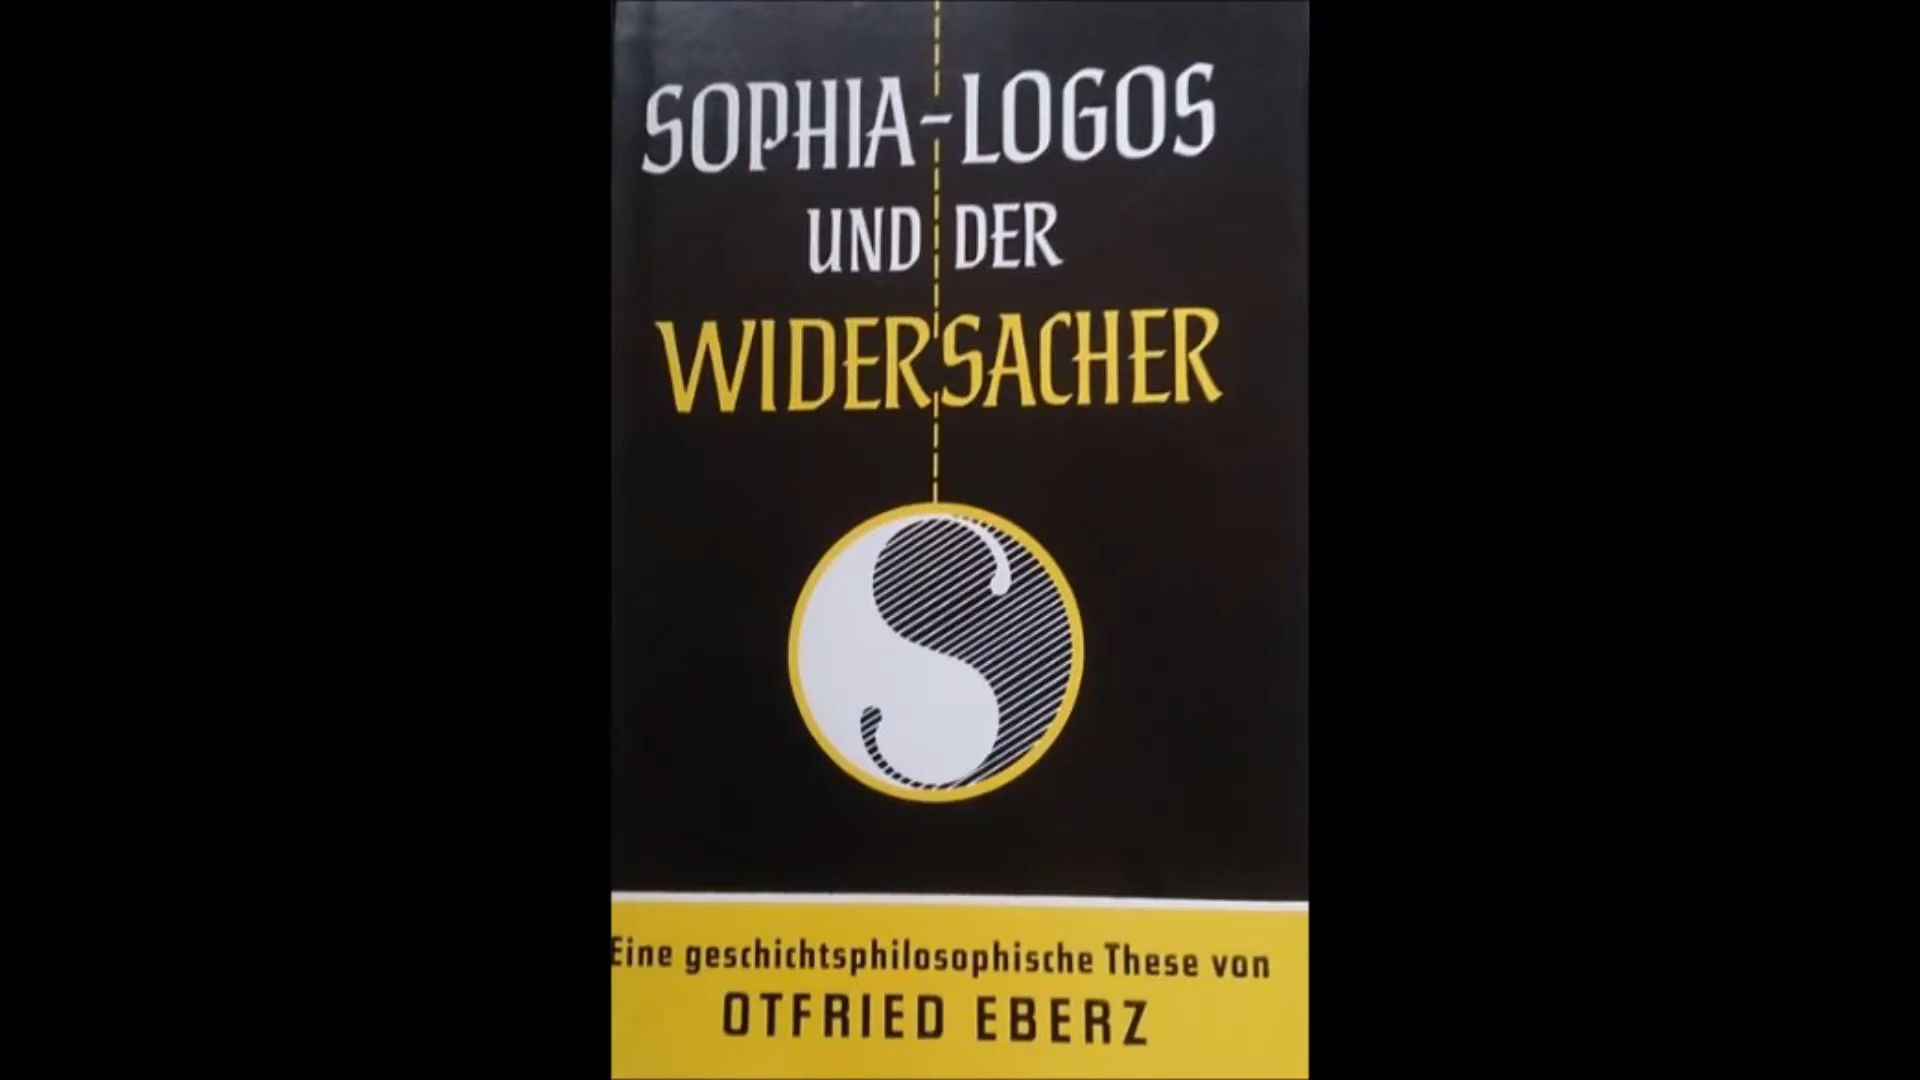 SOPHIA-LOGOS
UND DER
WIDERSACHER
Eine geschichtsphilosophische These von
OTFRIED EBERZ